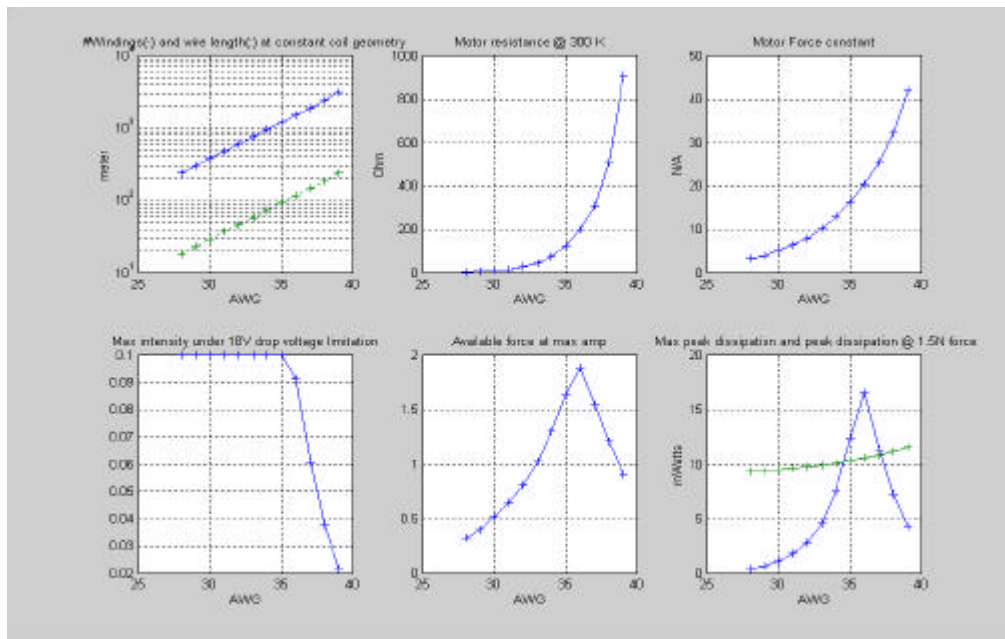 #Windings(-) and wire length(;) at constant coil geometry
Motor resistance @ 300 K
Motor Force constant
10
10
10
10
meter
25 30 35 40
AWG
1000
800
600
400
200
0
Ohm
25 30 35 40
AWG
50
40
30
20
10
0
N/A
25 30 35 40
AWG
Max intensity under 18V drop voltage limitation
Available force at max amp
Max peak dissipation and peak dissipation @ 1.5N force
0.1
0.09
0.08
0.07
0.06
0.05
0.04
0.03
0.02
25 30 35 40
AWG
2
1.5
1
0.5
0
25 30 35 40
AWG
20
15
10
5
0
mWatts
25 30 35 40
AWG